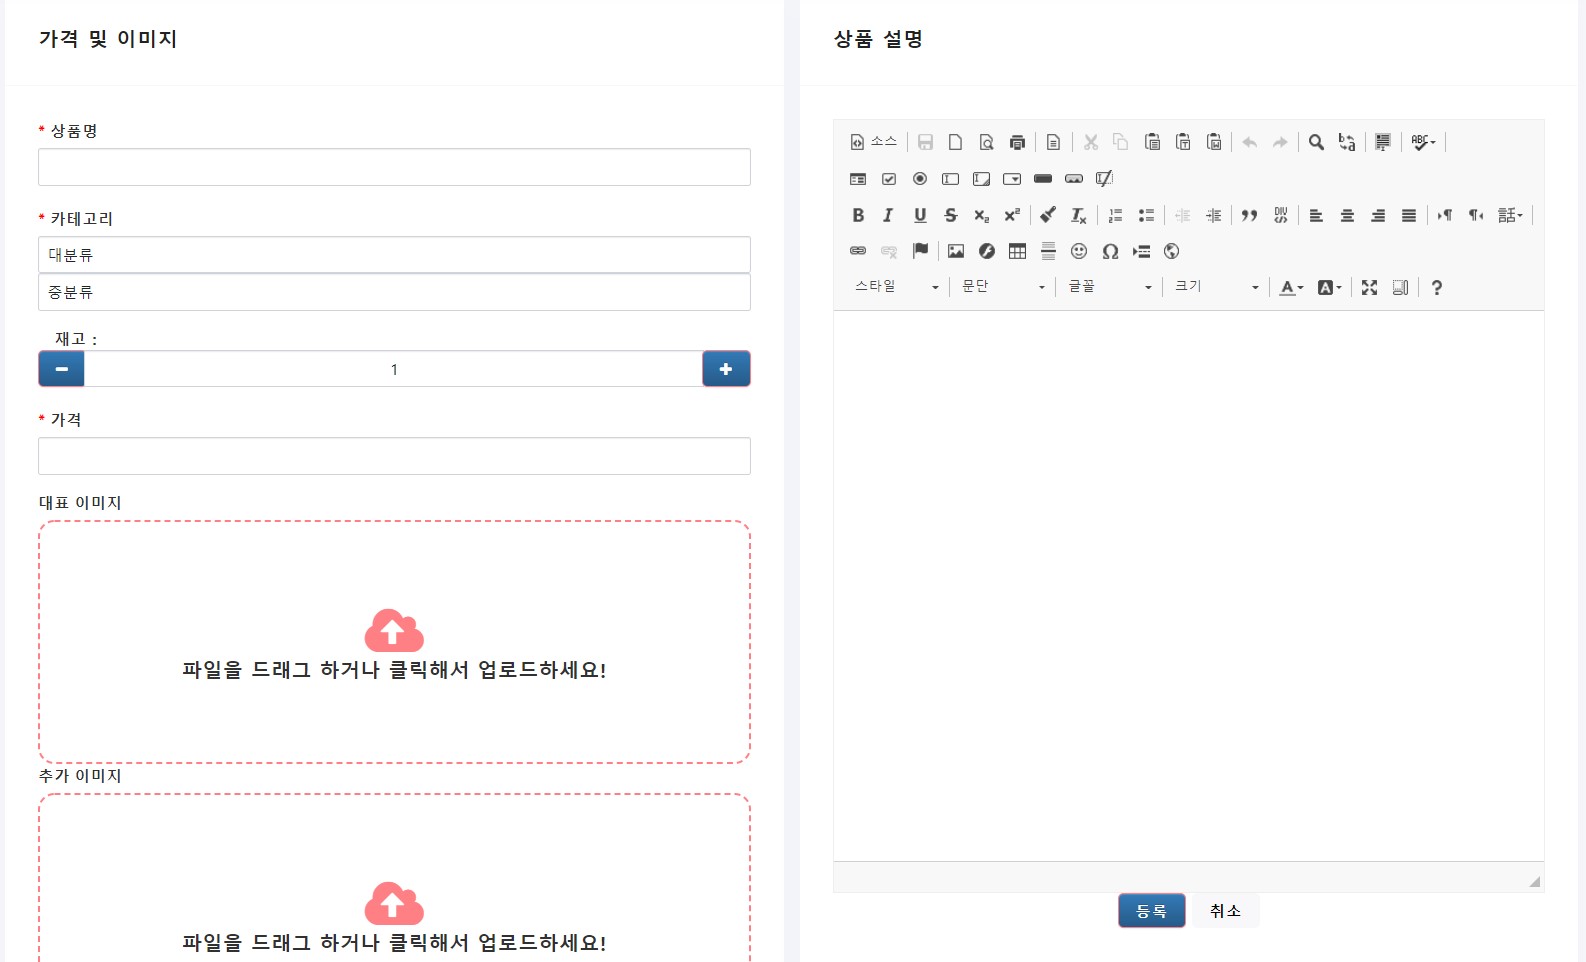 가격 및 이미지
* 상품명
* 카테고리
대분류
중분류
재고 :
1
* 가격
대표 이미지
파일을 드래그 하거나 클릭해서 업로드하세요!
추가 이미지
파일을 드래그 하거나 클릭해서 업로드하세요!
상품 설명
소스
스타일 문단 글꼴 크기
등록 취소